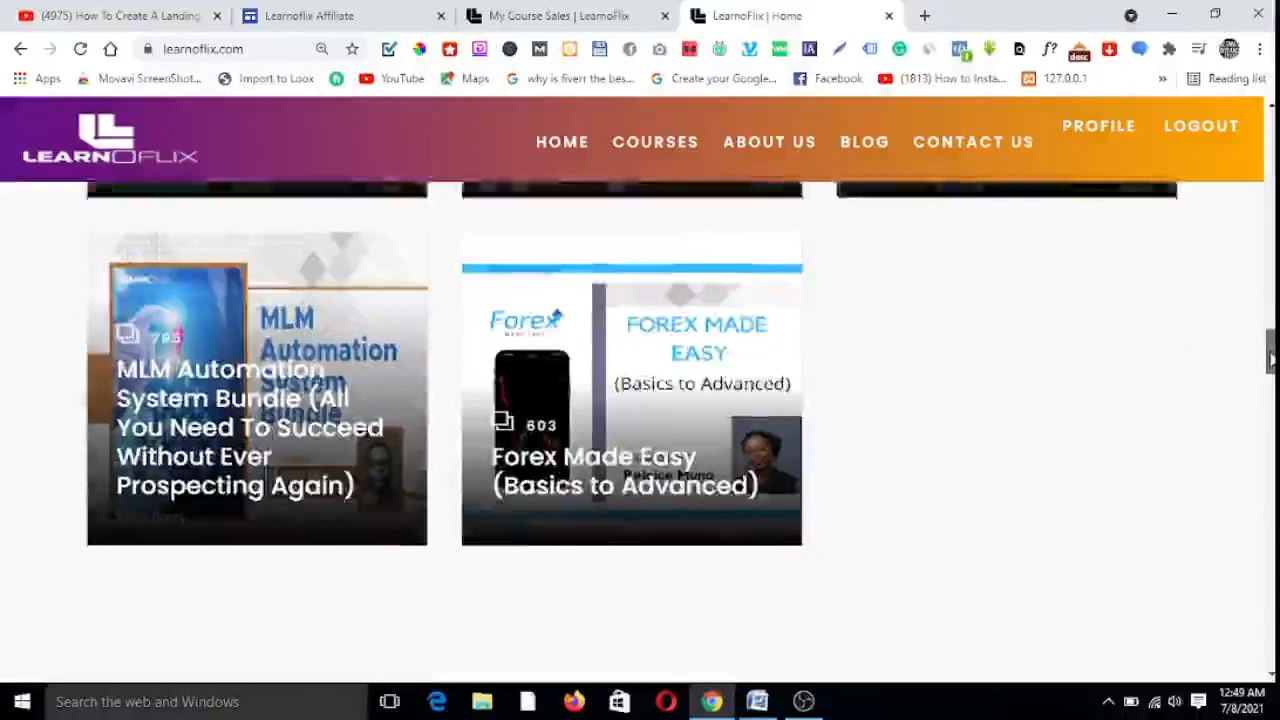 (4975) How To Create A Landing
Learnoflix Affiliate
My Course Sales | LearnoFlix
LearnoFlix | Home
learnoflix.com
Apps
Movavi ScreenShot...
Import to Loox
YouTube
Maps
why is fiverr the bes...
Create your Google...
Facebook
(1813) How to Insta...
127.0.0.1
»
Reading list
LEARNOFLIX
HOME
COURSES
ABOUT US
BLOG
CONTACT US
PROFILE
LOGOUT
MLM
Automation
System
Bundle
793
MLM Automation
System Bundle (All
You Need To Succeed
Without Ever
Prospecting Again)
Forex
FOREX MADE
EASY
(Basics to Advanced)
603
Forex Made Easy
(Basics to Advanced)
Search the web and Windows
12:49 AM
7/8/2021